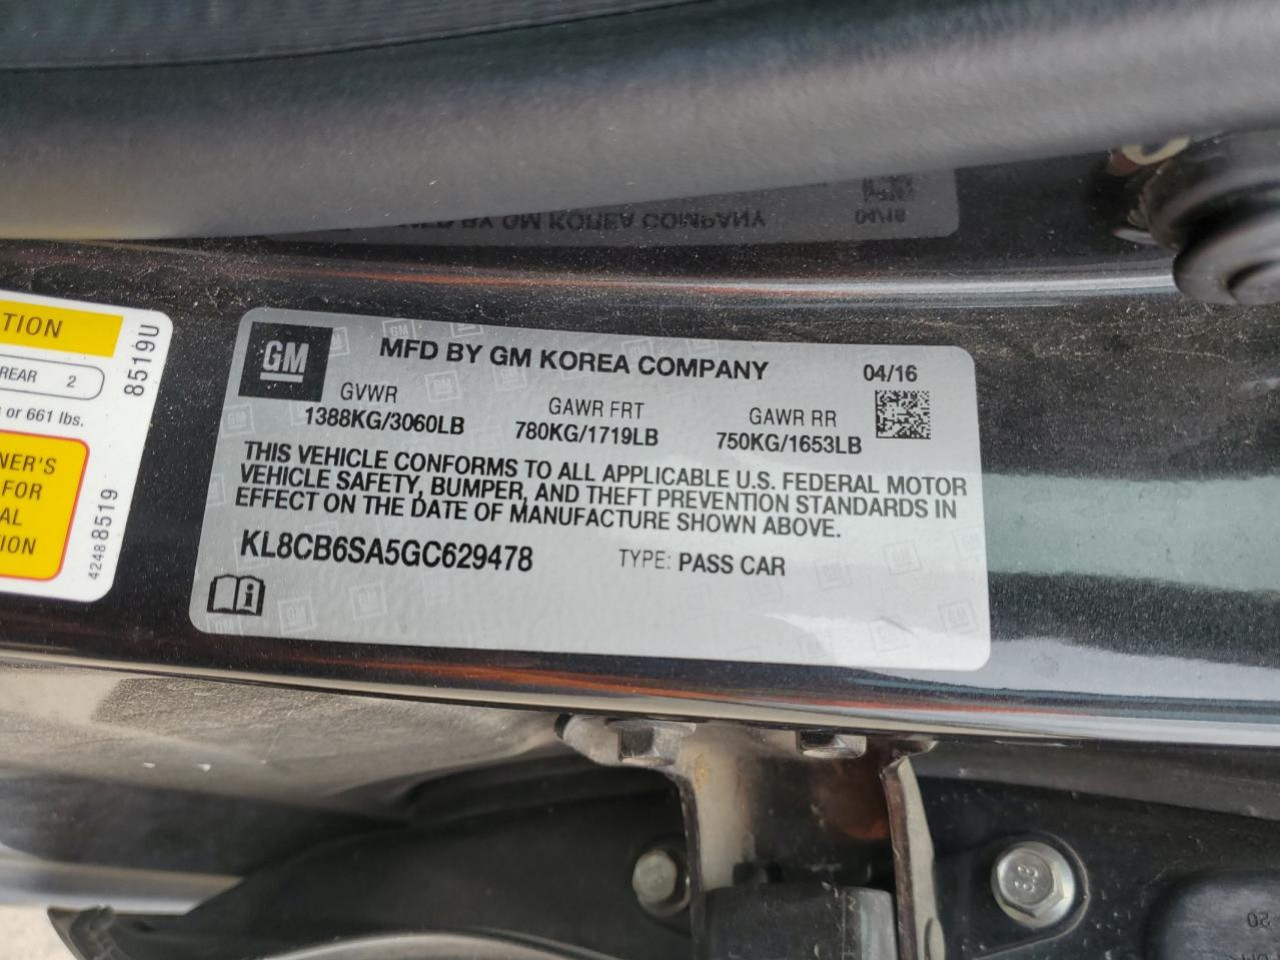 TION
REAR 2
or 661 lbs.
NER'S
FOR
AL
ION
8519U
42488519
GM
MFD BY GM KOREA COMPANY
04/16
GVWR
1388KG/3060LB
GAWR FRT
780KG/1719LB
GAWR RR
750KG/1653LB
THIS VEHICLE CONFORMS TO ALL APPLICABLE U.S. FEDERAL MOTOR
VEHICLE SAFETY, BUMPER, AND THEFT PREVENTION STANDARDS IN
EFFECT ON THE DATE OF MANUFACTURE SHOWN ABOVE.
KL8CB6SA5GC629478
TYPE: PASS CAR
8.8